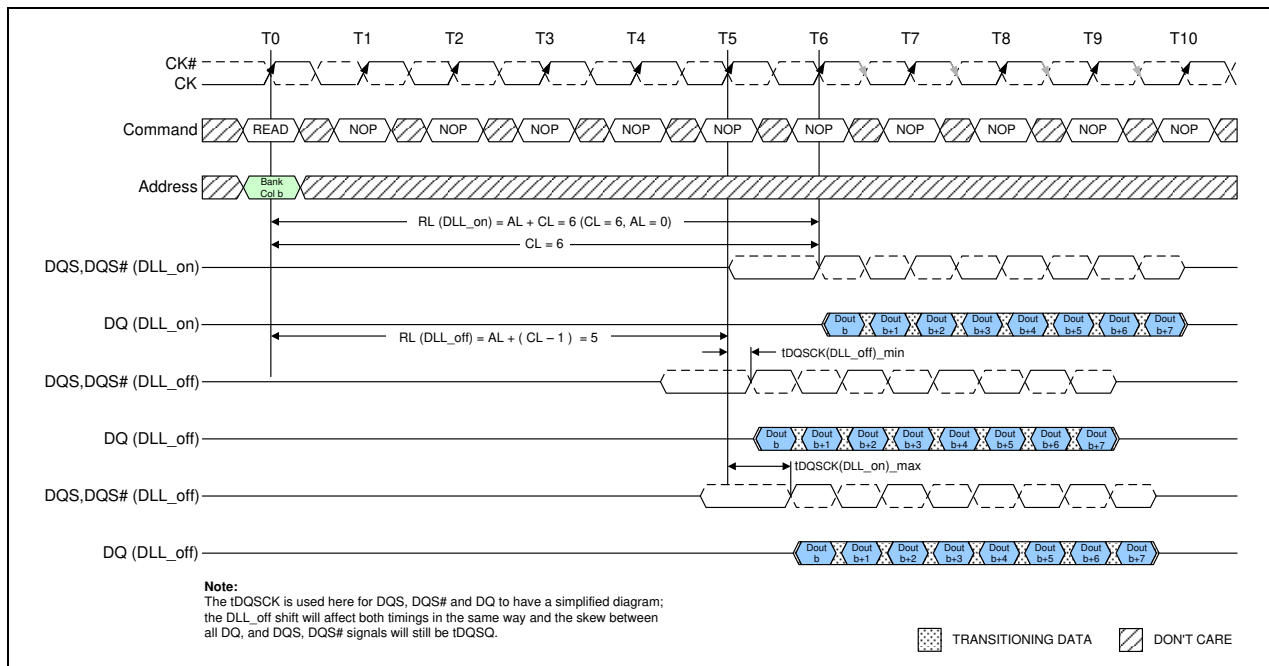 T0 T1 T2 T3 T4 T5 T6 T7 T8 T9 T10
CK#
CK
Command READ NOP NOP NOP NOP NOP NOP NOP NOP NOP NOP
Address Bank
Col b
RL (DLL_on) = AL + CL = 6 (CL = 6, AL = 0)
CL = 6
DQS,DQS# (DLL_on)
DQ (DLL_on) Dout Dout Dout Dout Dout Dout Dout Dout
b b+1 b+2 b+3 b+4 b+5 b+6 b+7
RL (DLL_off) = AL + ( CL – 1 ) = 5
tDQSCK(DLL_off)_min
DQS,DQS# (DLL_off)
DQ (DLL_off) Dout Dout Dout Dout Dout Dout Dout Dout
b b+1 b+2 b+3 b+4 b+5 b+6 b+7
tDQSCK(DLL_on)_max
DQS,DQS# (DLL_off)
DQ (DLL_off) Dout Dout Dout Dout Dout Dout Dout Dout
b b+1 b+2 b+3 b+4 b+5 b+6 b+7
Note:
The tDQSCK is used here for DQS, DQS# and DQ to have a simplified diagram;
the DLL_off shift will affect both timings in the same way and the skew between
all DQ, and DQS, DQS# signals will still be tDQSQ.
TRANSITIONING DATA DON'T CARE